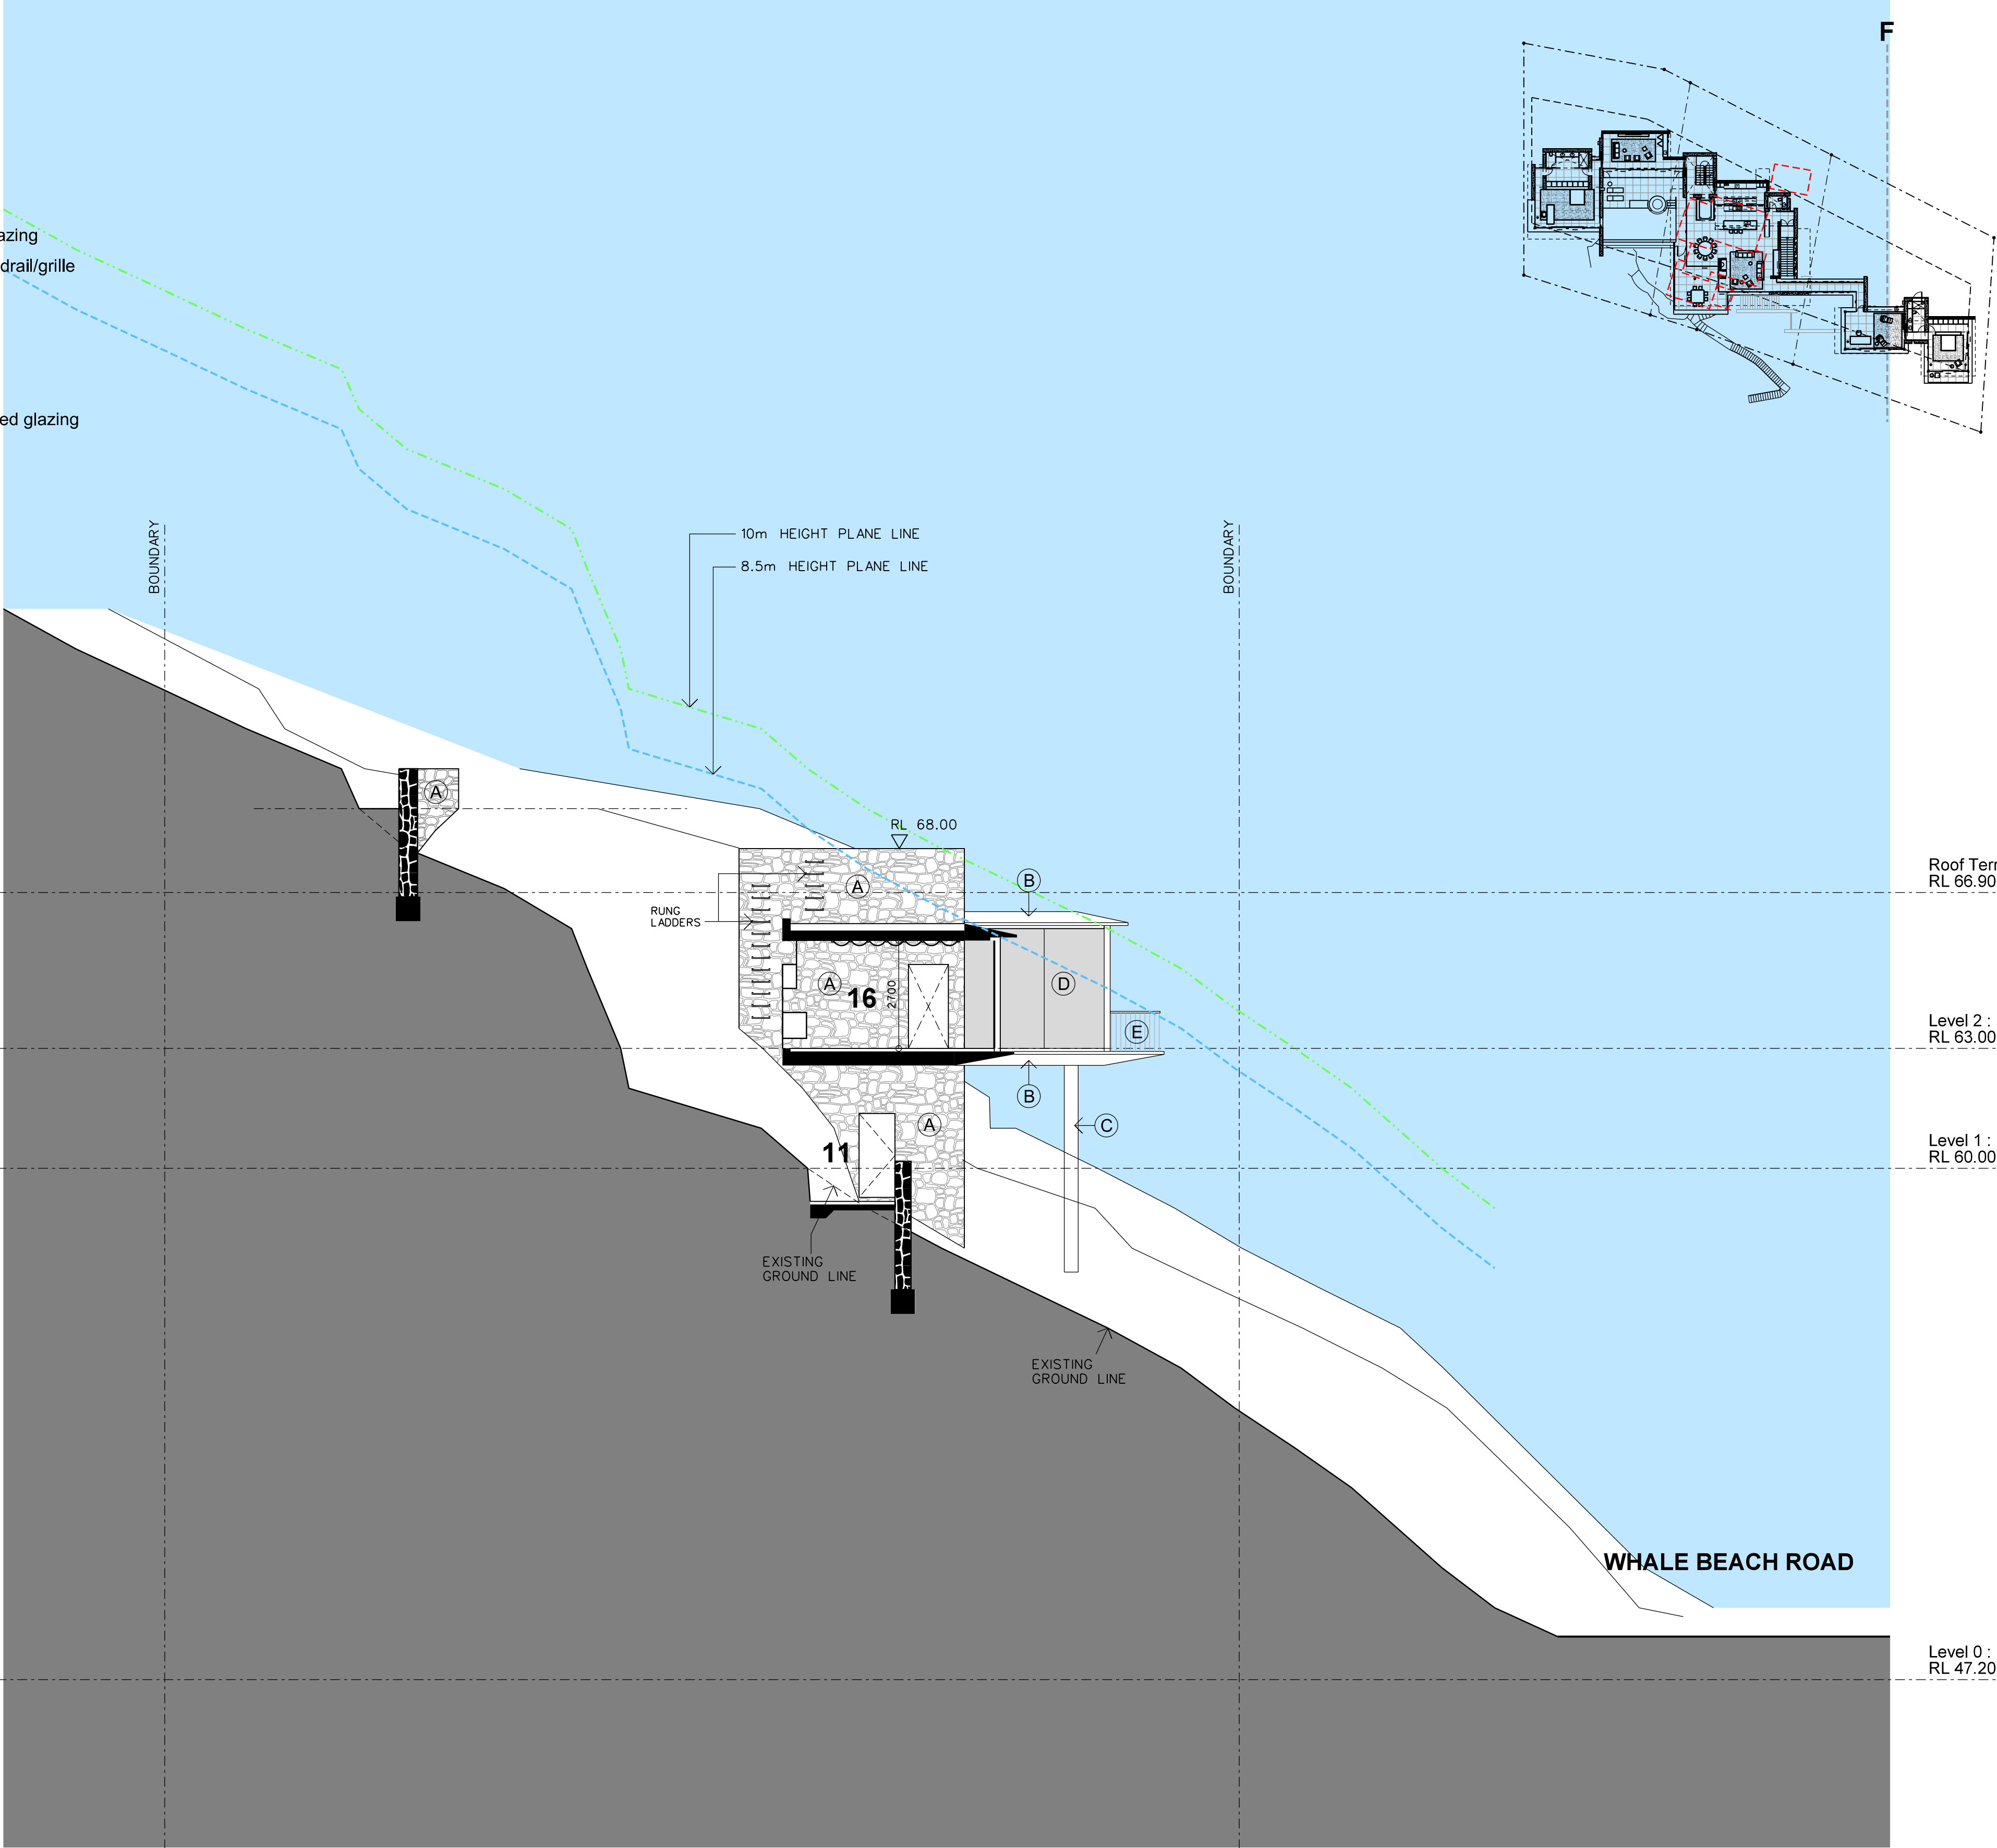 F
azing
drail/grille
ed glazing
BOUNDARY
BOUNDARY
10m HEIGHT PLANE LINE
8.5m HEIGHT PLANE LINE
A
RL 68.00
Roof Terr
RL 66.90
B
A
RUNG
LADDERS
A
16
2700
D
E
Level 2 :
RL 63.00
B
A
C
11
Level 1 :
RL 60.00
EXISTING
GROUND LINE
EXISTING
GROUND LINE
WHALE BEACH ROAD
Level 0 :
RL 47.20